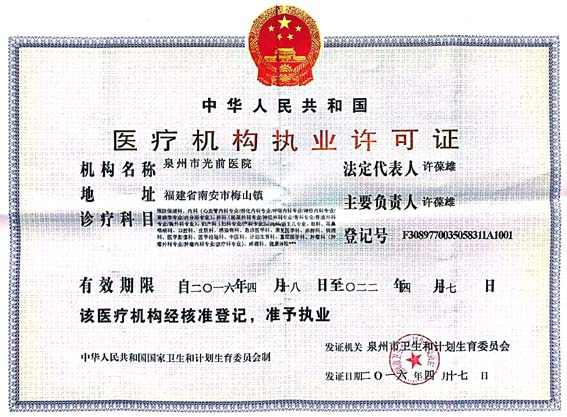 中华人民共和国
医疗机构执业许可证
机构名称 泉州市光前医院
法定代表人 许葆雄
地址 福建省南安市梅山镇
主要负责人 许葆雄
诊疗科目
登记号 F3089770035058311A1001
有效期限 自二〇一六年四月十八日至二〇二二年四月十七日
该医疗机构经核准登记，准予执业
中华人民共和国国家卫生和计划生育委员会制
发证机关 泉州市卫生和计划生育委员会
发证日期二〇一六年四月十七日